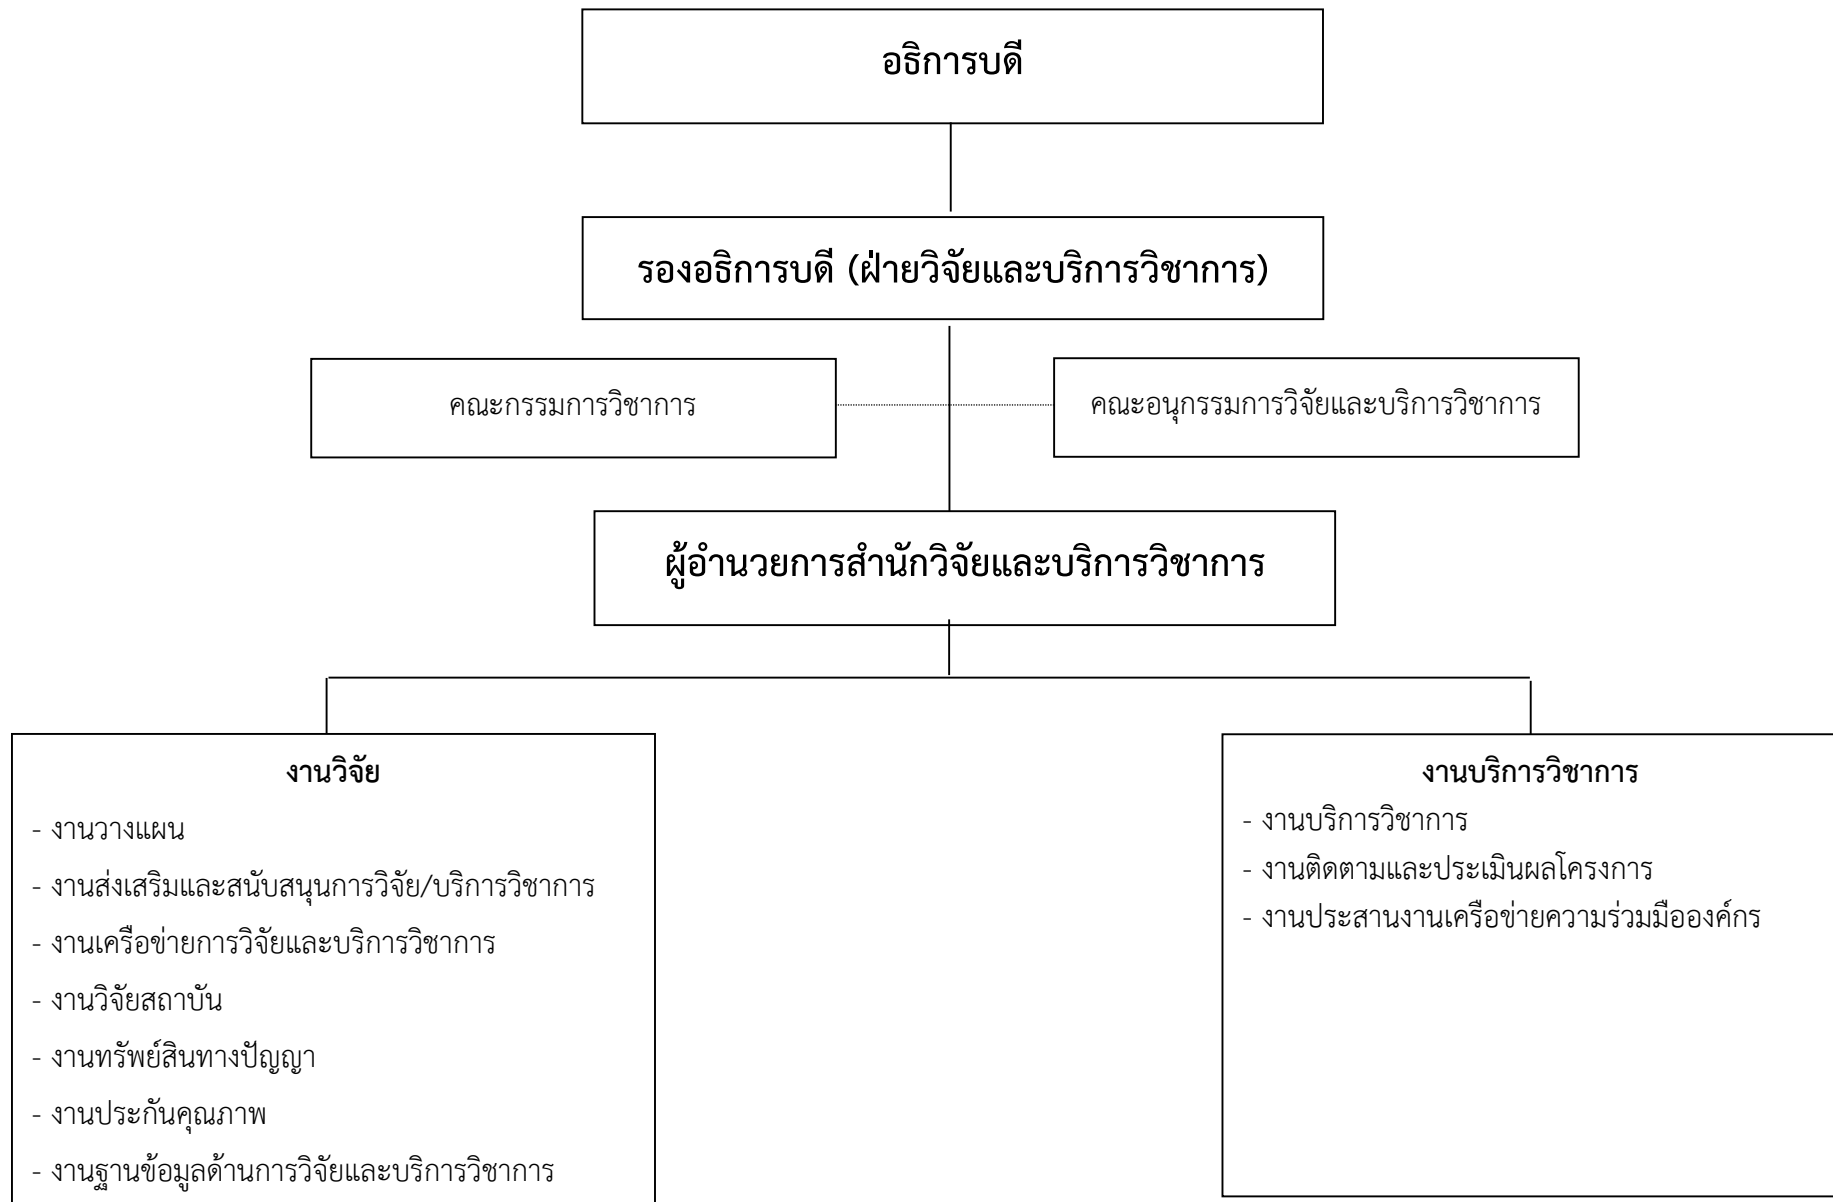 อธิการบดี
รองอธิการบดี (ฝ่ายวิจัยและบริการวิชาการ)
คณะกรรมการวิชาการ
คณะอนุกรรมการวิจัยและบริการวิชาการ
ผู้อำนวยการสำนักวิจัยและบริการวิชาการ
งานวิจัย
- งานวางแผน
- งานส่งเสริมและสนับสนุนการวิจัย/บริการวิชาการ
- งานเครือข่ายการวิจัยและบริการวิชาการ
- งานวิจัยสถาบัน
- งานทรัพย์สินทางปัญญา
- งานประกันคุณภาพ
- งานฐานข้อมูลด้านการวิจัยและบริการวิชาการ
งานบริการวิชาการ
- งานบริการวิชาการ
- งานติดตามและประเมินผลโครงการ
- งานประสานงานเครือข่ายความร่วมมือองค์กร